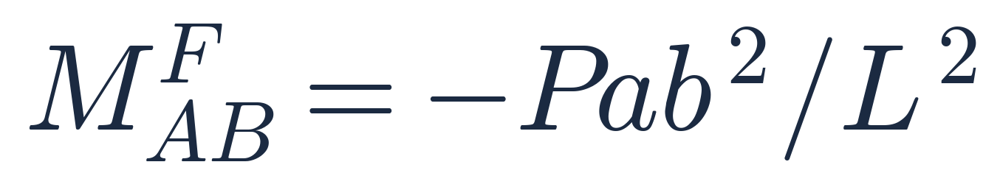 $M_{AB}^{F} = -Pab^2/L^2$